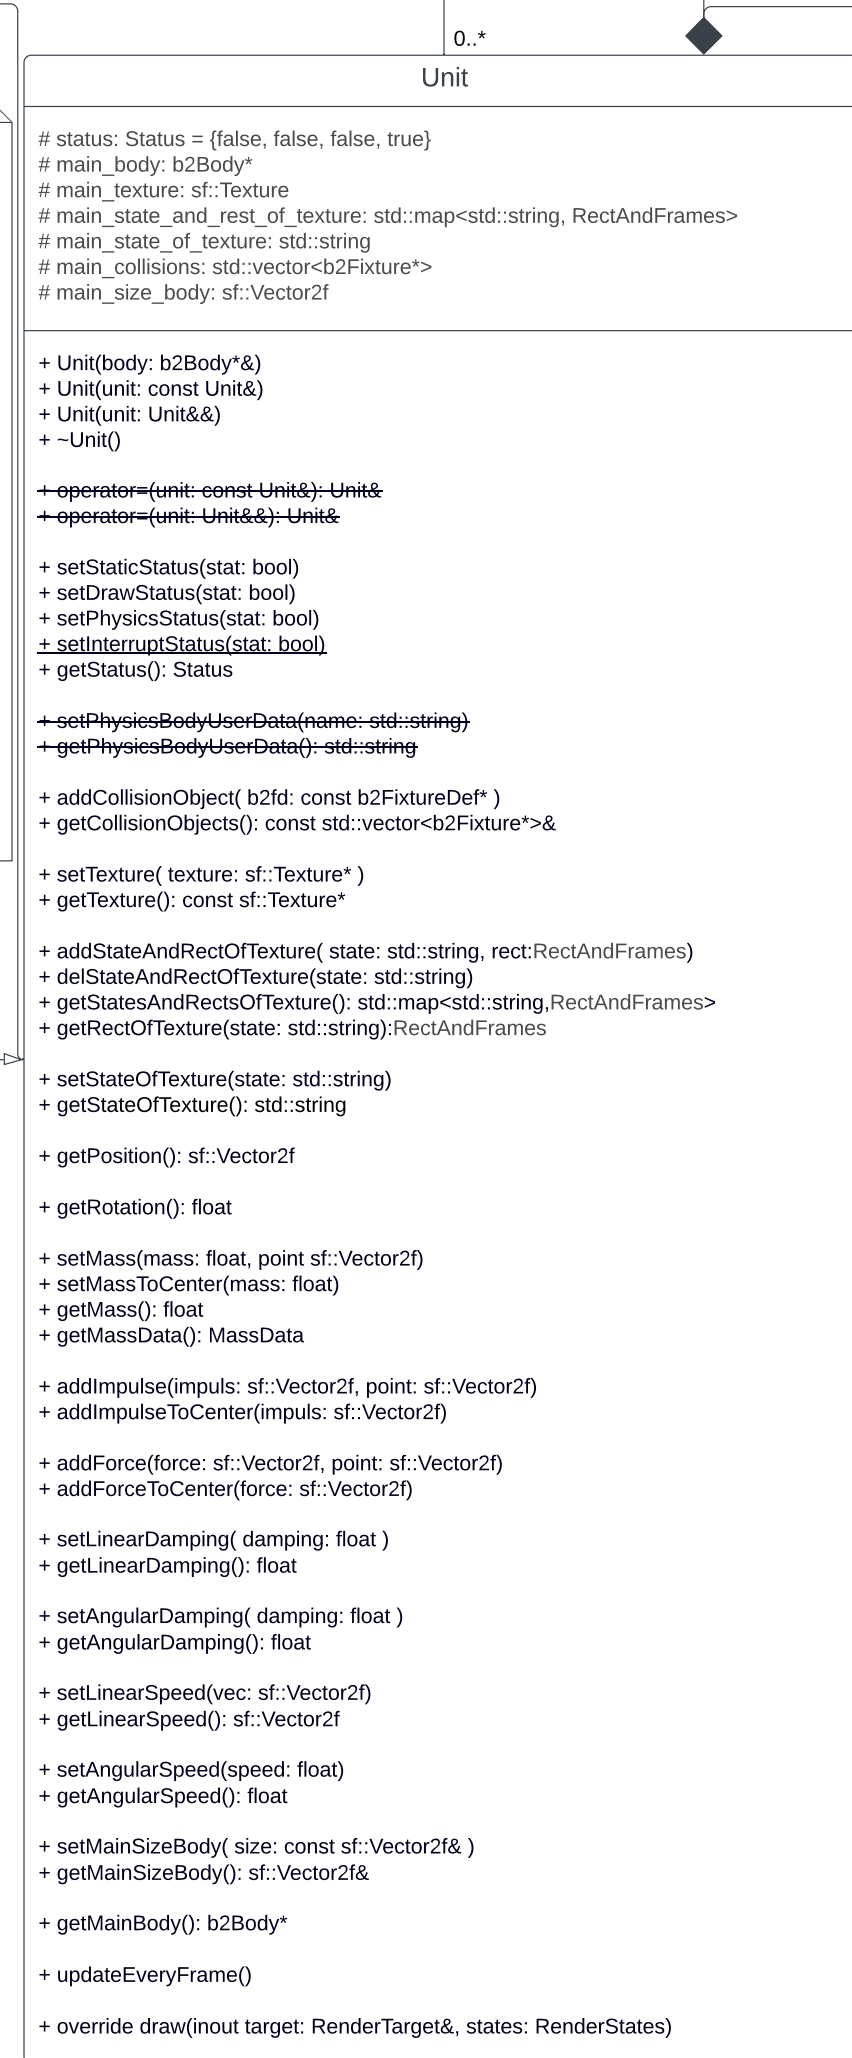 0..*
Unit
# status: Status = {false, false, false, true}
# main_body: b2Body*
# main_texture: sf::Texture
# main_state_and_rest_of_texture: std::map<std::string, RectAndFrames>
# main_state_of_texture: std::string
# main_collisions: std::vector<b2Fixture*>
# main_size_body: sf::Vector2f
+ Unit(body: b2Body*&)
+ Unit(unit: const Unit&)
+ Unit(unit: Unit&&)
+ ~Unit()
+ operator=(unit: const Unit&): Unit&
+ operator=(unit: Unit&&): Unit&
+ setStaticStatus(stat: bool)
+ setDrawStatus(stat: bool)
+ setPhysicsStatus(stat: bool)
+ setInterruptStatus(stat: bool)
+ getStatus(): Status
+ setPhysicsBodyUserData(name: std::string)
+ getPhysicsBodyUserData(): std::string
+ addCollisionObject( b2fd: const b2FixtureDef* )
+ getCollisionObjects(): const std::vector<b2Fixture*>&
+ setTexture( texture: sf::Texture* )
+ getTexture(): const sf::Texture*
+ addStateAndRectOfTexture( state: std::string, rect:RectAndFrames)
+ delStateAndRectOfTexture(state: std::string)
+ getStatesAndRectsOfTexture(): std::map<std::string,RectAndFrames>
+ getRectOfTexture(state: std::string):RectAndFrames
+ setStateOfTexture(state: std::string)
+ getStateOfTexture(): std::string
+ getPosition(): sf::Vector2f
+ getRotation(): float
+ setMass(mass: float, point sf::Vector2f)
+ setMassToCenter(mass: float)
+ getMass(): float
+ getMassData(): MassData
+ addImpulse(impuls: sf::Vector2f, point: sf::Vector2f)
+ addImpulseToCenter(impuls: sf::Vector2f)
+ addForce(force: sf::Vector2f, point: sf::Vector2f)
+ addForceToCenter(force: sf::Vector2f)
+ setLinearDamping( damping: float )
+ getLinearDamping(): float
+ setAngularDamping( damping: float )
+ getAngularDamping(): float
+ setLinearSpeed(vec: sf::Vector2f)
+ getLinearSpeed(): sf::Vector2f
+ setAngularSpeed(speed: float)
+ getAngularSpeed(): float
+ setMainSizeBody( size: const sf::Vector2f& )
+ getMainSizeBody(): sf::Vector2f&
+ getMainBody(): b2Body*
+ updateEveryFrame()
+ override draw(inout target: RenderTarget&, states: RenderStates)